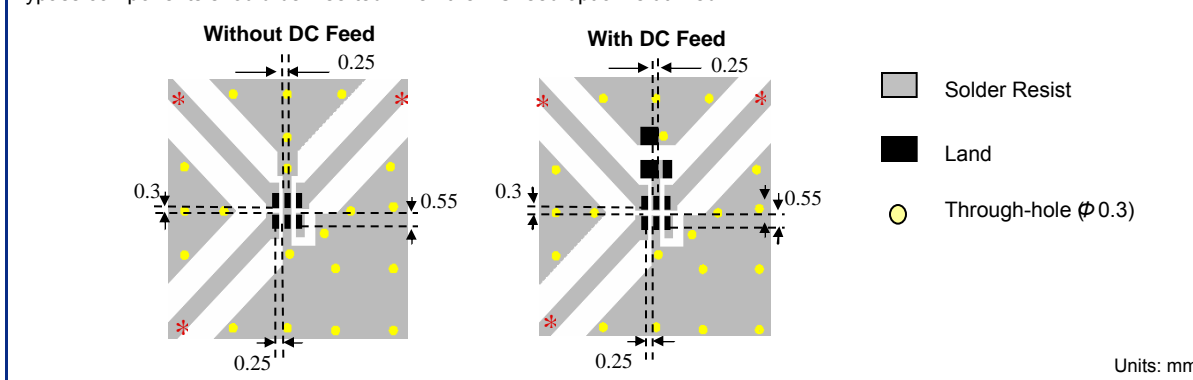 Without DC Feed
With DC Feed
0.25
0.25
Solder Resist
*
*
*
*
Land
0.3
0.55
0.3
0.55
Through-hole (Φ 0.3)
*
*
0.25
0.25
Units: mm